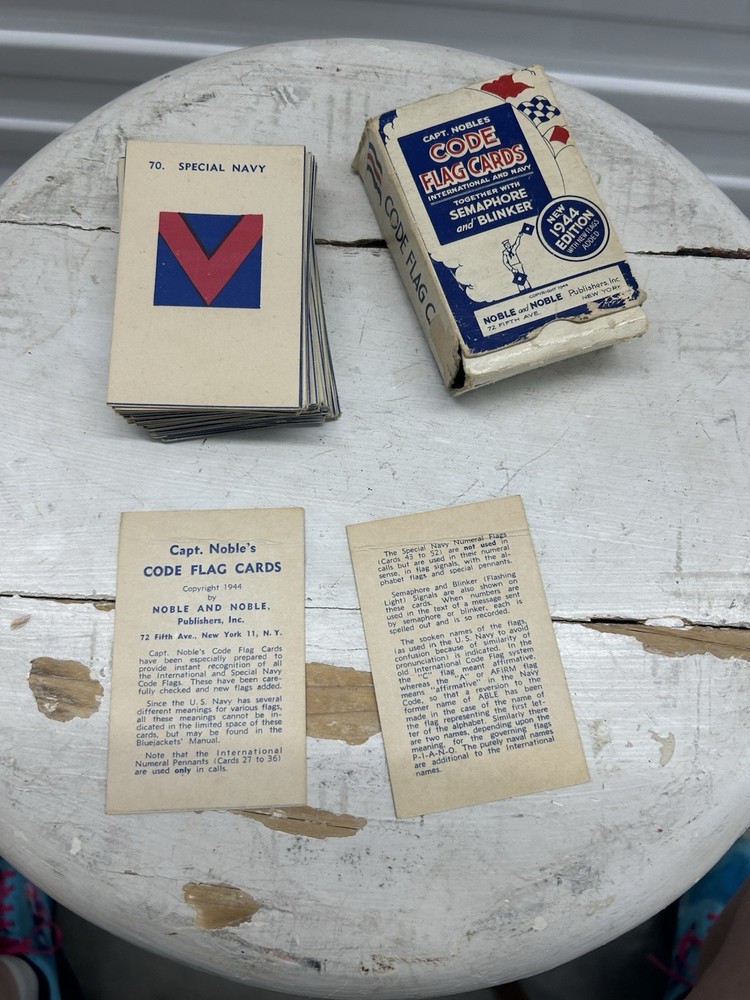 70. SPECIAL NAVY
CAPT. NOBLE'S
CODE
FLAG CARDS
INTERNATIONAL AND NAVY
TOGETHER WITH
SEMAPHORE
and "BLINKER"
NEW
1944
EDITION
WITH NEW FLAGS
ADDED
COPYRIGHT 1944
NOBLE and NOBLE Publishers, Inc.
72 FIFTH AVE. NEW YORK
CODE FLAG C
Capt. Noble's
CODE FLAG CARDS
Copyright 1944
by
NOBLE AND NOBLE,
Publishers, Inc.
72 Fifth Ave., New York 11, N. Y.
Capt. Noble's Code Flag Cards
have been especially prepared to
provide instant recognition of all
the International and Special Navy
Code Flags. These have been care-
fully checked and new flags added.
Since the U. S. Navy has several
different meanings for various flags,
all these meanings cannot be in-
dicated in the limited space of these
cards, but may be found in the
Bluejackets' Manual.
Note that the International
Numeral Pennants (Cards 27 to 36)
are used only in calls.
The Special Navy Numeral Flags
(Cards 43 to 52) are not used in
calls but are used in their numeral
sense, in flag signals, with the al-
phabet flags and special pennants.
Semaphore and Blinker (Flashing
Light) Signals are also shown on
these cards. When numbers are
used in the text of a message sent
by semaphore or blinker, each is
spelled out and is so recorded.
The spoken names of the flags,
(as used in the U. S. Navy to avoid
confusion because of similarity of
pronunciation) is indicated. In the
old International Code Flag system
the "C" flag meant affirmative,
whereas the "A" or AFIRM flag
means "affirmative" in the Navy
Code, so that a reversion to the
former name of ABLE has been
made in the case of the name of
the flag representing the first let-
ter of the alphabet. Similarly there
are two names, depending upon the
meaning, for the governing flags
P-I-A-N-O. The purely naval names
are additional to the International
names.